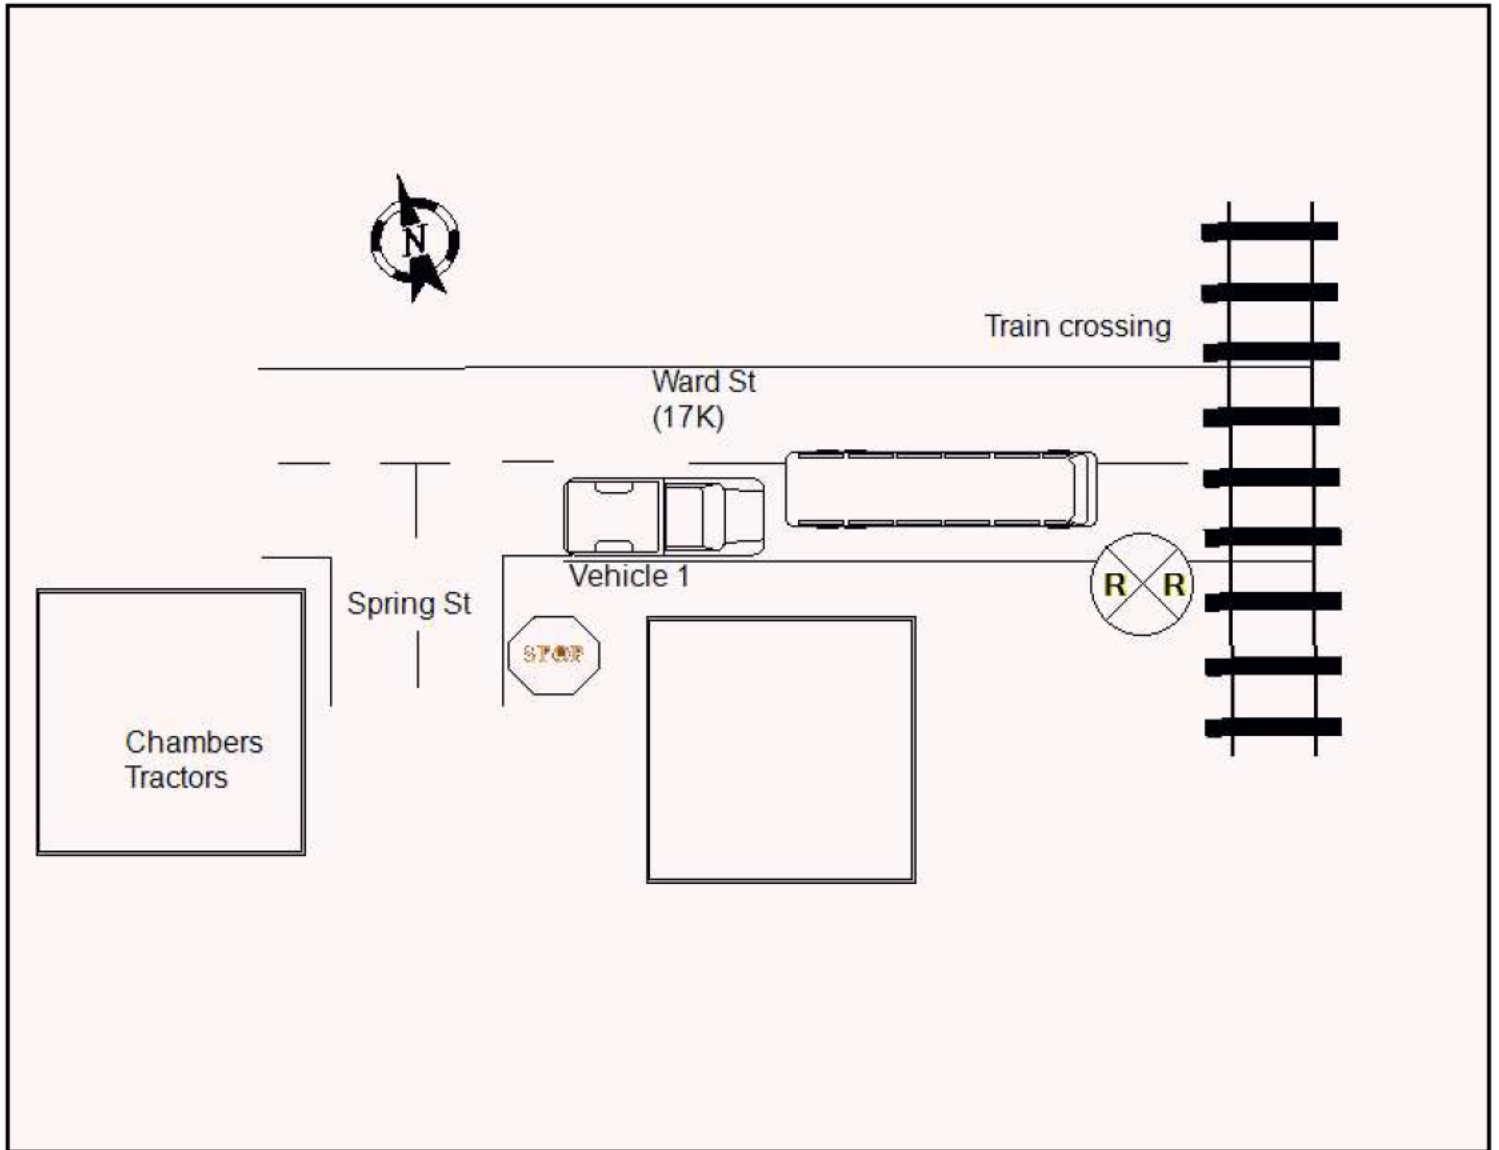 N
Train crossing
Ward St
(17K)
Vehicle 1
R R
Spring St
STOP
Chambers
Tractors